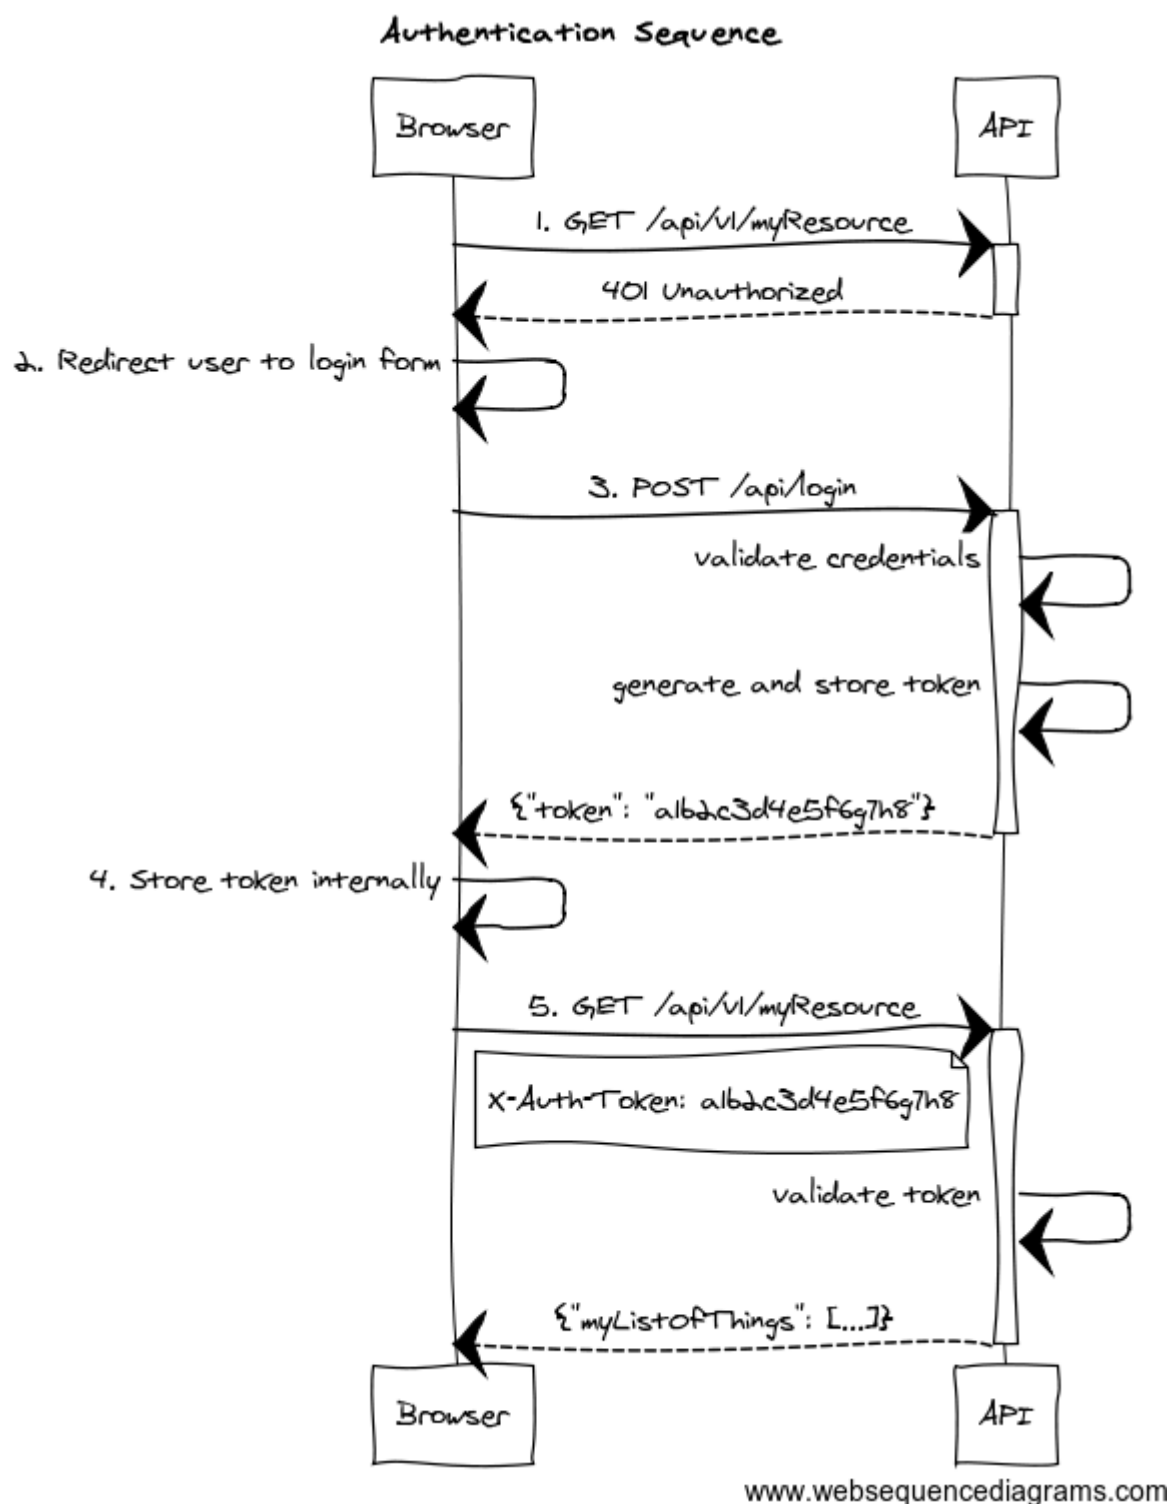 Authentication Sequence
Browser
API
1. GET /api/v1/myResource
401 Unauthorized
2. Redirect user to login form
3. POST /api/login
validate credentials
generate and store token
{"token": "a1b2c3d4e5f6g7h8"}
4. Store token internally
5. GET /api/v1/myResource
X-Auth-Token: a1b2c3d4e5f6g7h8
validate token
{"myListOfThings": [...]}
Browser
API
www.websequencediagrams.com